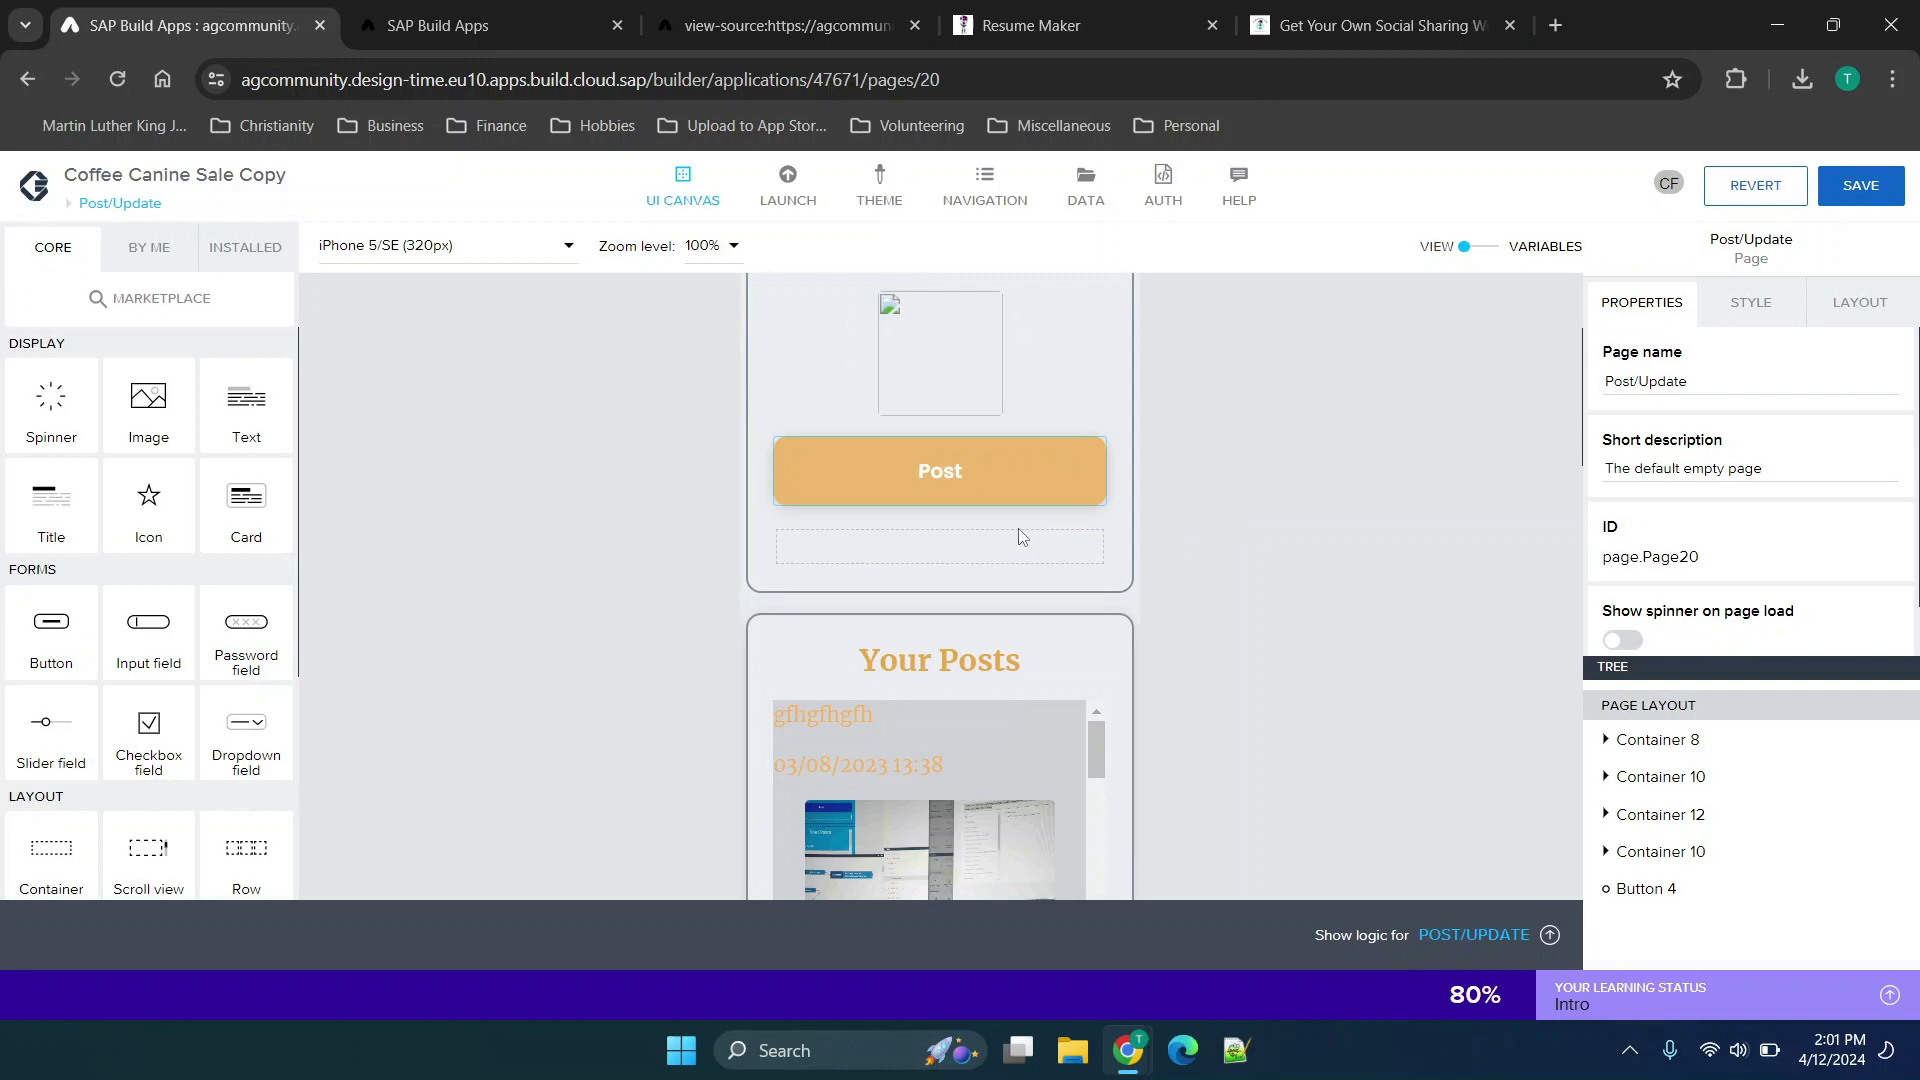 SAP Build Apps : agcommunity.
SAP Build Apps
view-source:https://agcommun
Resume Maker
Get Your Own Social Sharing W
agcommunity.design-time.eu10.apps.build.cloud.sap/builder/applications/47671/pages/20
T
Martin Luther King J...
Christianity
Business
Finance
Hobbies
Upload to App Stor...
Volunteering
Miscellaneous
Personal
Coffee Canine Sale Copy
Post/Update
UI CANVAS
LAUNCH
THEME
NAVIGATION
DATA
AUTH
HELP
CF
REVERT
SAVE
CORE
BY ME
INSTALLED
iPhone 5/SE (320px)
Zoom level: 100%
VIEW
VARIABLES
Post/Update
Page
MARKETPLACE
PROPERTIES
STYLE
LAYOUT
DISPLAY
Spinner
Image
Text
Title
Icon
Card
FORMS
Button
Input field
Password
field
Slider field
Checkbox
field
Dropdown
field
LAYOUT
Container
Scroll view
Row
Post
Your Posts
gfhgfhgfh
03/08/2023 13:38
Page name
Post/Update
Short description
The default empty page
ID
page.Page20
Show spinner on page load
TREE
PAGE LAYOUT
Container 8
Container 10
Container 12
Container 10
Button 4
Show logic for POST/UPDATE
80%
YOUR LEARNING STATUS
Intro
Search
T
2:01 PM
4/12/2024